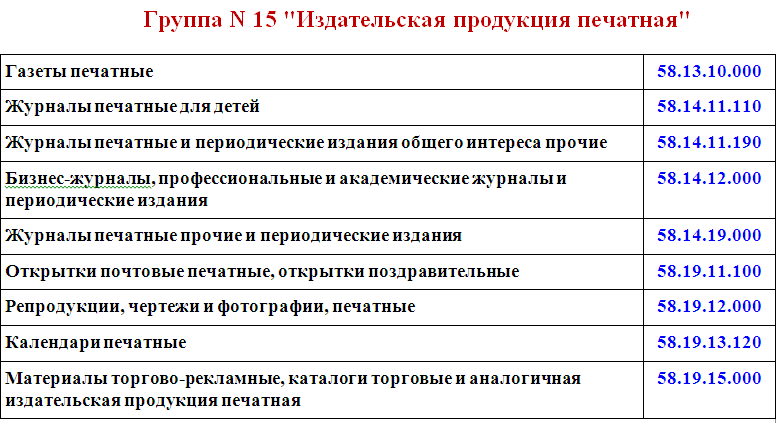 Группа N 15 "Издательская продукция печатная"
Газеты печатные 58.13.10.000
Журналы печатные для детей 58.14.11.110
Журналы печатные и периодические издания общего интереса прочие 58.14.11.190
Бизнес-журналы, профессиональные и академические журналы и 58.14.12.000
периодические издания
Журналы печатные прочие и периодические издания 58.14.19.000
Открытки почтовые печатные, открытки поздравительные 58.19.11.100
Репродукции, чертежи и фотографии, печатные 58.19.12.000
Календари печатные 58.19.13.120
Материалы торгово-рекламные, каталоги торговые и аналогичная 58.19.15.000
издательская продукция печатная